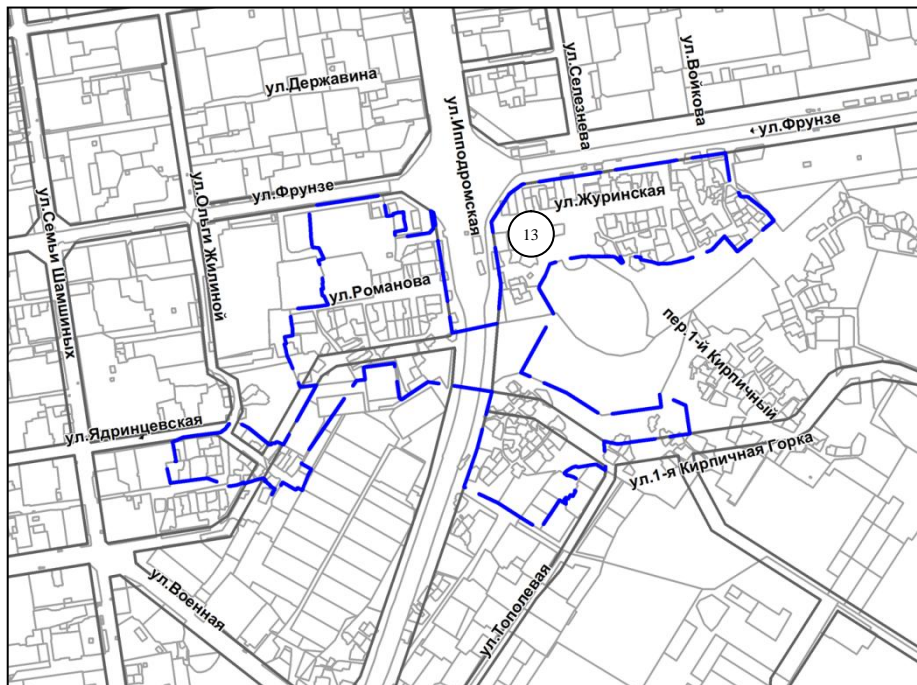 ул.Державина
ул.Ипподромская
ул.Селезнева
ул.Войкова
ул.Фрунзе
ул.Фрунзе
ул.Журинская
ул.Семьи Шамшиных
ул.Ольги Жилиной
13
ул.Романова
пер.1-й Кирпичный
ул.Ядринцевская
ул.1-я Кирпичная Горка
ул.Военная
ул.Тополевая